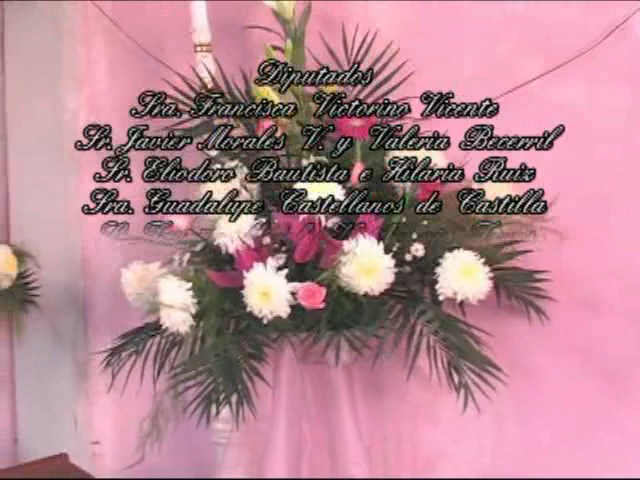 Diputados
Sra. Francisca Victorino Vicente
Sr. Javier Morales V. y Valeria Becerril
Sr. Eliodoro Bautista e Hilaria Ruiz
Sra. Guadalupe Castellanos de Castilla